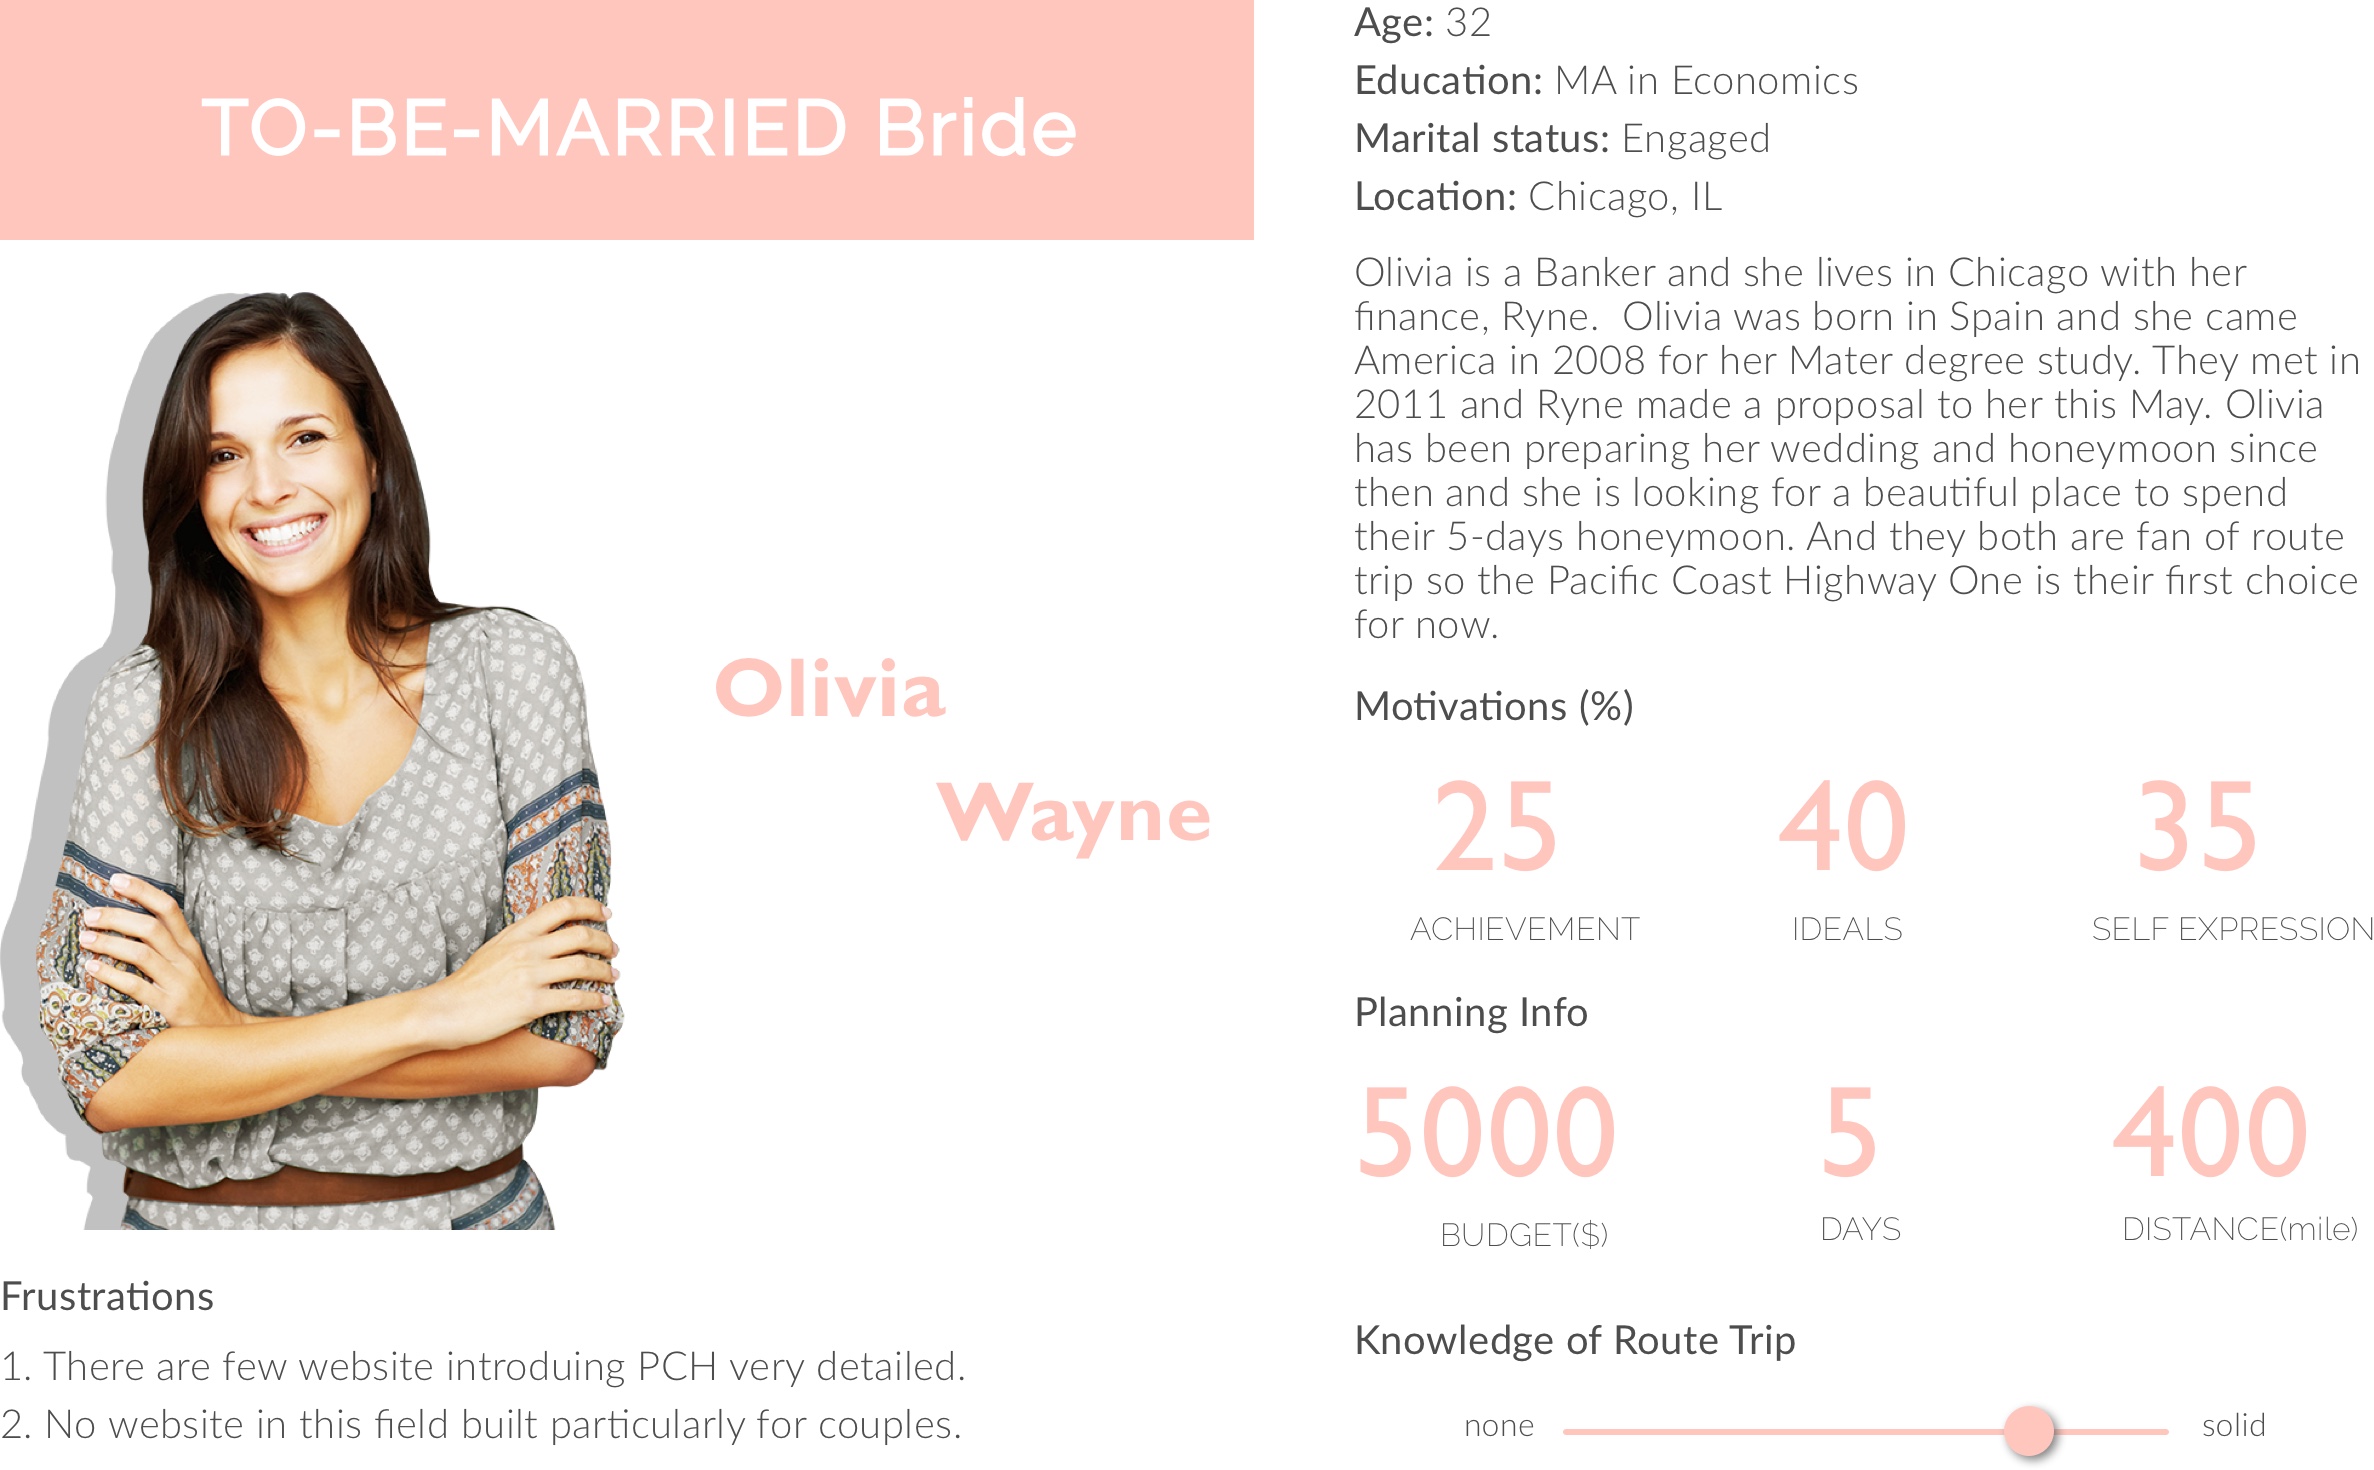 TO-BE-MARRIED Bride
Olivia
Wayne
Frustrations
1. There are few website introduing PCH very detailed.
2. No website in this field built particularly for couples.
Age: 32
Education: MA in Economics
Marital status: Engaged
Location: Chicago, IL
Olivia is a Banker and she lives in Chicago with her
finance, Ryne.  Olivia was born in Spain and she came
America in 2008 for her Mater degree study. They met in
2011 and Ryne made a proposal to her this May. Olivia
has been preparing her wedding and honeymoon since
then and she is looking for a beautiful place to spend
their 5-days honeymoon. And they both are fan of route
trip so the Pacific Coast Highway One is their first choice
for now.
Motivations (%)
25 40 35
ACHIEVEMENT IDEALS SELF EXPRESSION
Planning Info
5000 5 400
BUDGET($) DAYS DISTANCE(mile)
Knowledge of Route Trip
none solid